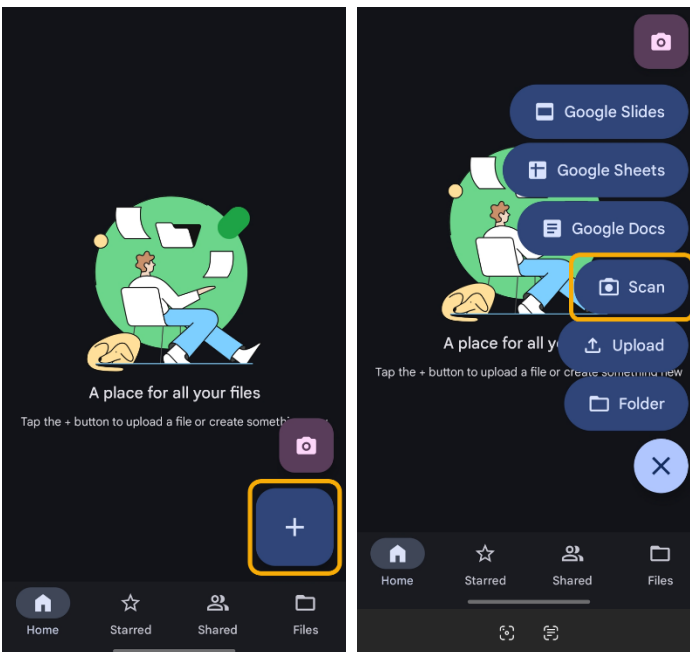 A place for all your files
Tap the + button to upload a file or create someth
Home Starred Shared Files
Google Slides
Google Sheets
Google Docs
Scan
A place for all y
Upload
Tap the + button to upload a file or create something new
Folder
Home Starred Shared Files